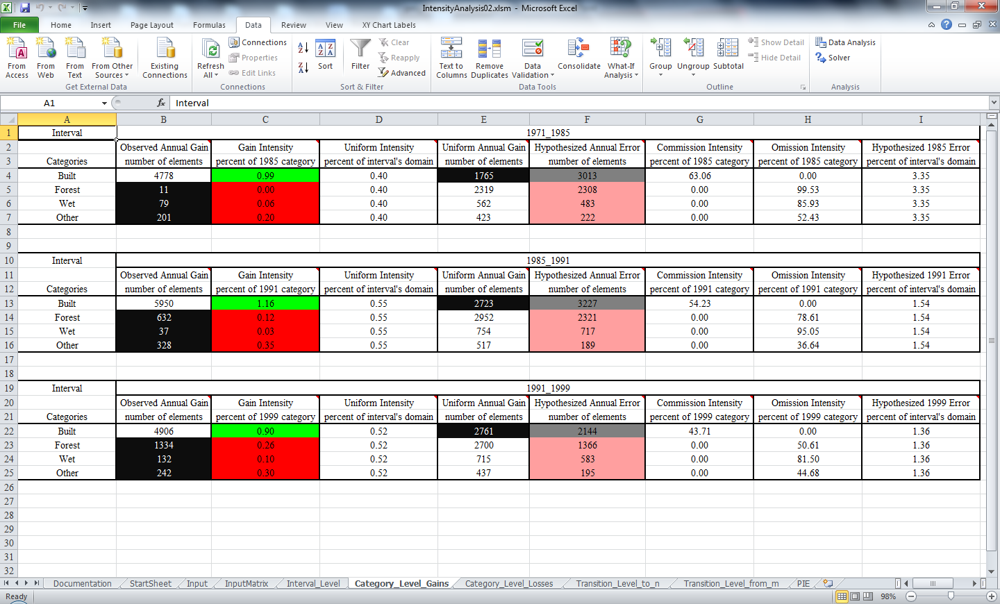 IntensityAnalysis02.xlsm - Microsoft Excel
File Home Insert Page Layout Formulas Data Review View XY Chart Labels
From Access From Web From Text From Other Sources Existing Connections Refresh All Connections Properties Edit Links Sort Filter Clear Reapply Advanced Text to Columns Remove Duplicates Data Validation Consolidate What-If Analysis Group Ungroup Subtotal Show Detail Hide Detail Data Analysis Solver
Get External Data Connections Sort & Filter Data Tools Outline Analysis
A1 fx Interval
A B C D E F G H I
1 Interval 1971_1985
2 Observed Annual Gain Gain Intensity Uniform Intensity Uniform Annual Gain Hypothesized Annual Error Commission Intensity Omission Intensity Hypothesized 1985 Error
3 Categories number of elements percent of 1985 category percent of interval's domain number of elements number of elements percent of 1985 category percent of 1985 category percent of interval's domain
4 Built 4778 0.99 0.40 1765 3013 63.06 0.00 3.35
5 Forest 11 0.00 0.40 2319 2308 0.00 99.53 3.35
6 Wet 79 0.06 0.40 562 483 0.00 85.93 3.35
7 Other 201 0.20 0.40 423 222 0.00 52.43 3.35
8
9
10 Interval 1985_1991
11 Observed Annual Gain Gain Intensity Uniform Intensity Uniform Annual Gain Hypothesized Annual Error Commission Intensity Omission Intensity Hypothesized 1991 Error
12 Categories number of elements percent of 1991 category percent of interval's domain number of elements number of elements percent of 1991 category percent of 1991 category percent of interval's domain
13 Built 5950 1.16 0.55 2723 3227 54.23 0.00 1.54
14 Forest 632 0.12 0.55 2952 2321 0.00 78.61 1.54
15 Wet 37 0.03 0.55 754 717 0.00 95.05 1.54
16 Other 328 0.35 0.55 517 189 0.00 36.64 1.54
17
18
19 Interval 1991_1999
20 Observed Annual Gain Gain Intensity Uniform Intensity Uniform Annual Gain Hypothesized Annual Error Commission Intensity Omission Intensity Hypothesized 1999 Error
21 Categories number of elements percent of 1999 category percent of interval's domain number of elements number of elements percent of 1999 category percent of 1999 category percent of interval's domain
22 Built 4906 0.90 0.52 2761 2144 43.71 0.00 1.36
23 Forest 1334 0.26 0.52 2700 1366 0.00 50.61 1.36
24 Wet 132 0.10 0.52 715 583 0.00 81.50 1.36
25 Other 242 0.30 0.52 437 195 0.00 44.68 1.36
26
27
28
29
30
31
32
Documentation StartSheet Input InputMatrix Interval_Level Category_Level_Gains Category_Level_Losses Transition_Level_to_n Transition_Level_from_m PIE
Ready 98%